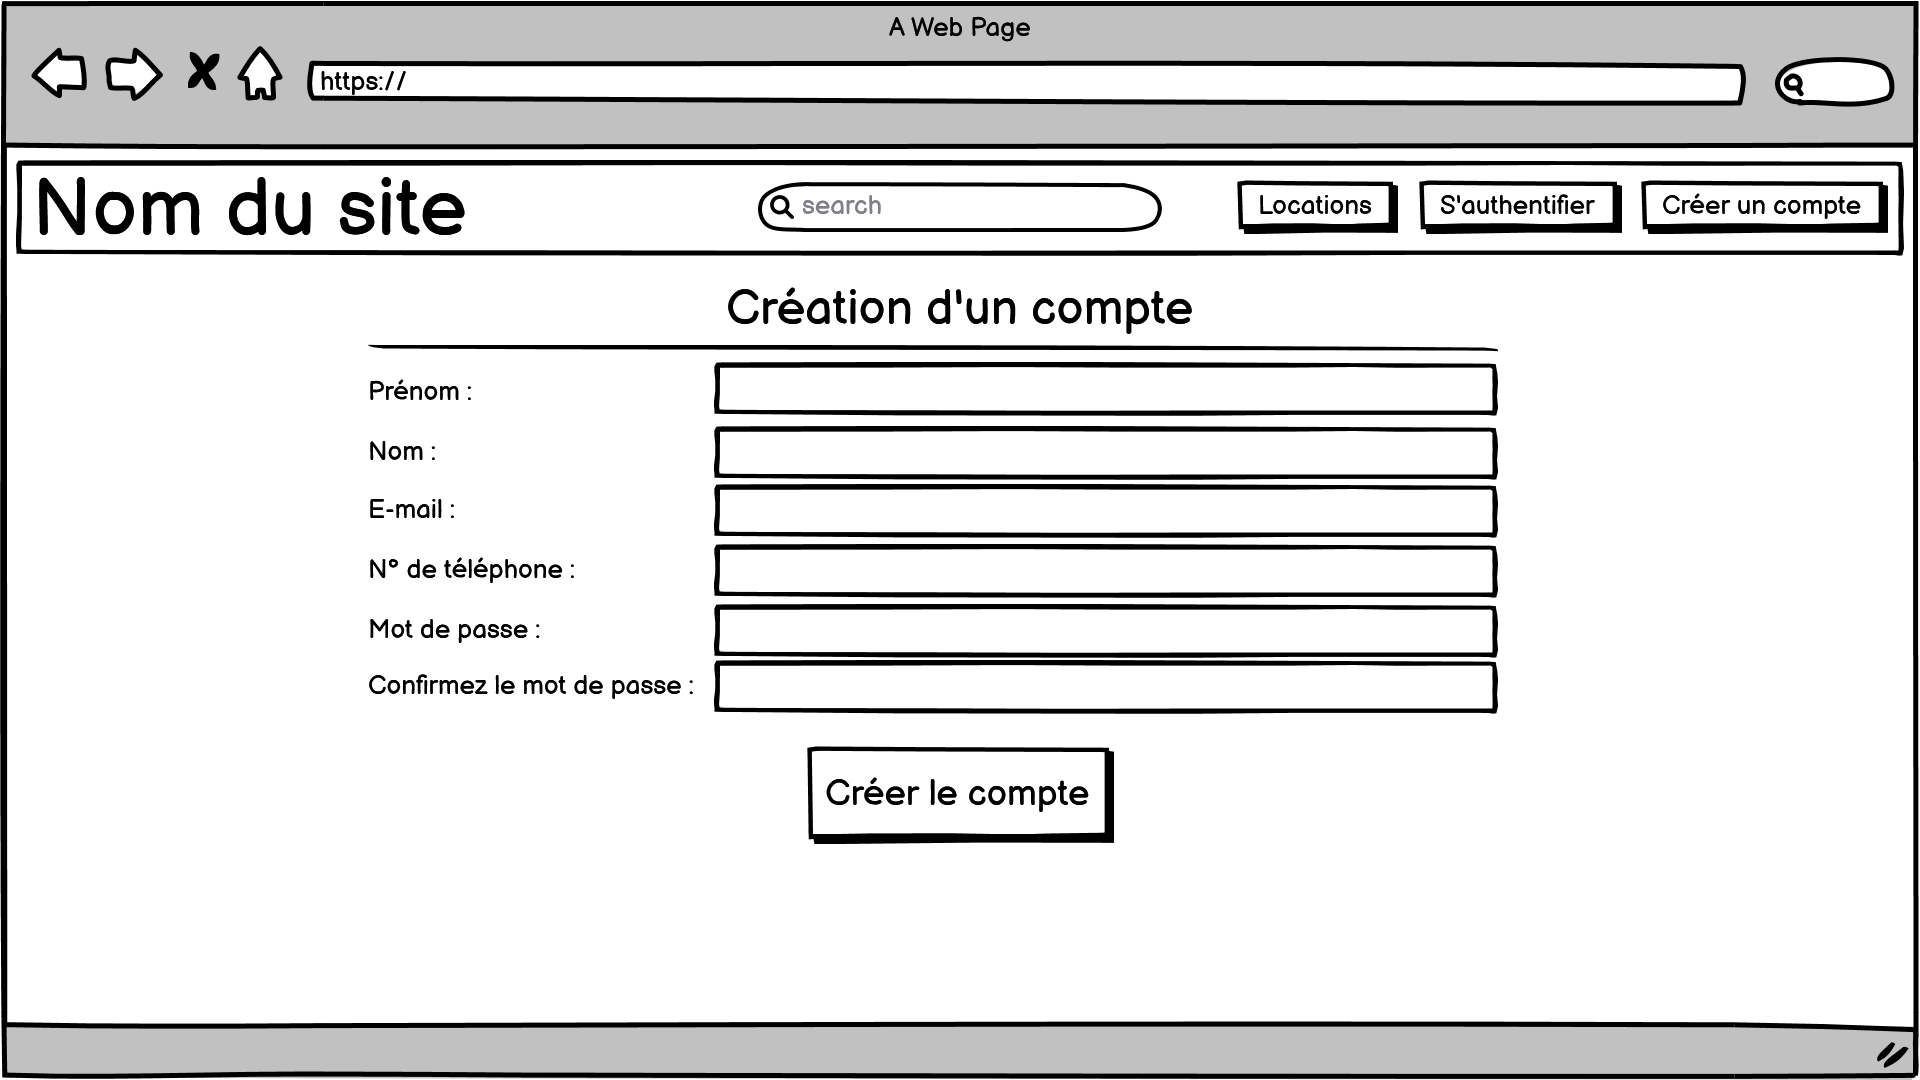 A Web Page
https://
Nom du site
search
Locations
S'authentifier
Créer un compte
Création d'un compte
Prénom :
Nom :
E-mail :
N° de téléphone :
Mot de passe :
Confirmez le mot de passe :
Créer le compte